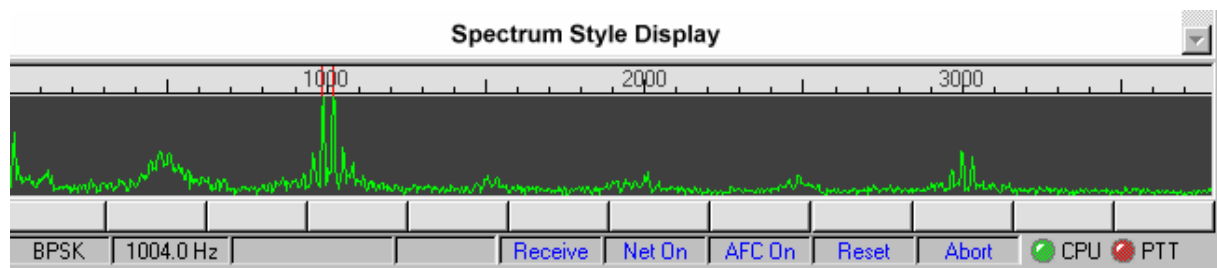 Spectrum Style Display
1000 2000 3000
BPSK 1004.0 Hz Receive Net On AFC On Reset Abort CPU PTT